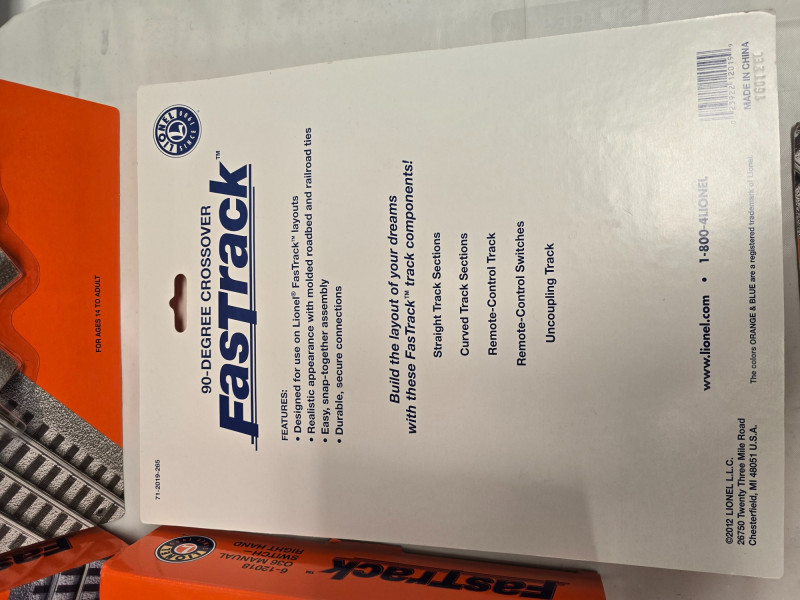 LIONEL
SINCE 1900
90-DEGREE CROSSOVER
FasTrack™
FEATURES:
• Designed for use on Lionel® FasTrack™ layouts
• Realistic appearance with molded roadbed and railroad ties
• Easy, snap-together assembly
• Durable, secure connections
Build the layout of your dreams
with these FasTrack™ track components!
Straight Track Sections
Curved Track Sections
Remote-Control Track
Remote-Control Switches
Uncoupling Track
www.lionel.com • 1-800-4LIONEL
The colors ORANGE & BLUE are a registered trademark of Lionel
©2012 LIONEL L.L.C.
26750 Twenty Three Mile Road
Chesterfield, MI 48051 U.S.A.
MADE IN CHINA
71-2019-265
FOR AGES 14 TO ADULT
LIONEL
6-12018
O36 MANUAL
SWITCH –
RIGHT HAND
FasTrack™
FasTrack